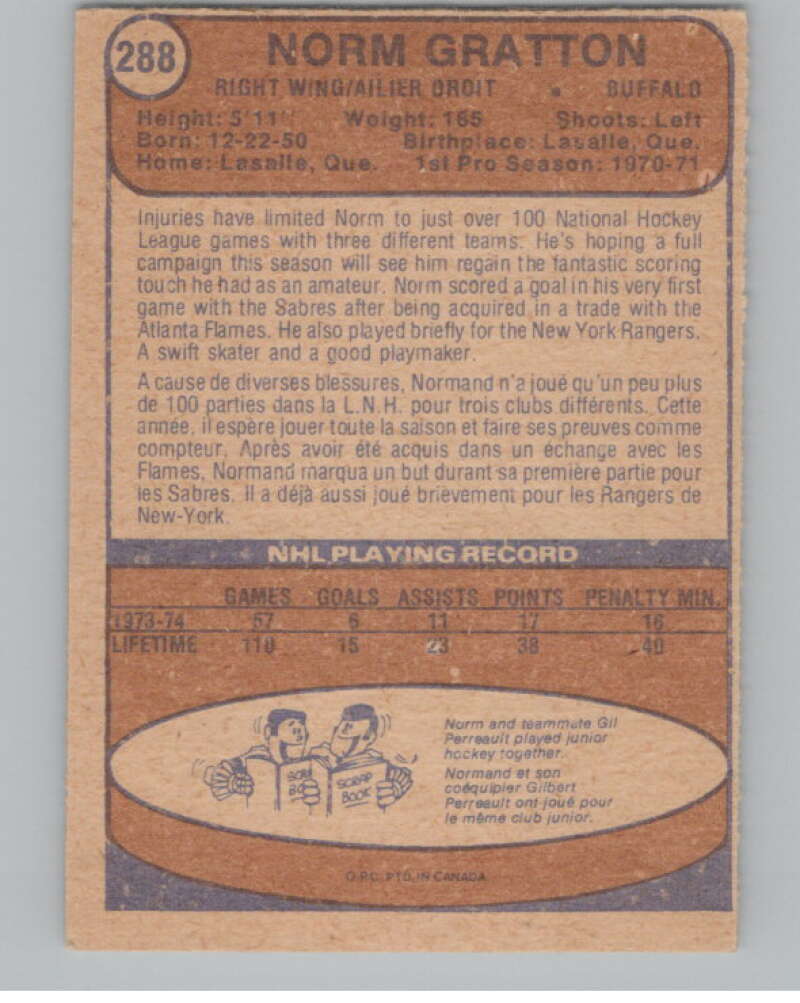 288
NORM GRATTON
RIGHT WING/AILIER DROIT • BUFFALO
Height: 5'11" Weight: 165 Shoots: Left
Born: 12-22-50 Birthplace: Lasalle, Que.
Home: Lasalle, Que. 1st Pro Season: 1970-71
Injuries have limited Norm to just over 100 National Hockey
League games with three different teams. He's hoping a full
campaign this season will see him regain the fantastic scoring
touch he had as an amateur. Norm scored a goal in his very first
game with the Sabres after being acquired in a trade with the
Atlanta Flames. He also played briefly for the New York Rangers.
A swift skater and a good playmaker.
A cause de diverses blessures, Normand n'a joué qu'un peu plus
de 100 parties dans la L.N.H. pour trois clubs différents. Cette
année, il espère jouer toute la saison et faire ses preuves comme
compteur. Après avoir été acquis dans un échange avec les
Flames, Normand marqua un but durant sa première partie pour
les Sabres. Il a déjà aussi joué brièvement pour les Rangers de
New-York.
NHL PLAYING RECORD
GAMES GOALS ASSISTS POINTS PENALTY MIN.
1973-74 57 6 11 17 16
LIFETIME 110 15 23 38 40
SCRAP
BOOK
Norm and teammate Gil
Perreault played junior
hockey together.
Normand et son
coéquipier Gilbert
Perreault ont joué pour
le même club junior.
O.P.C. PTD. IN CANADA